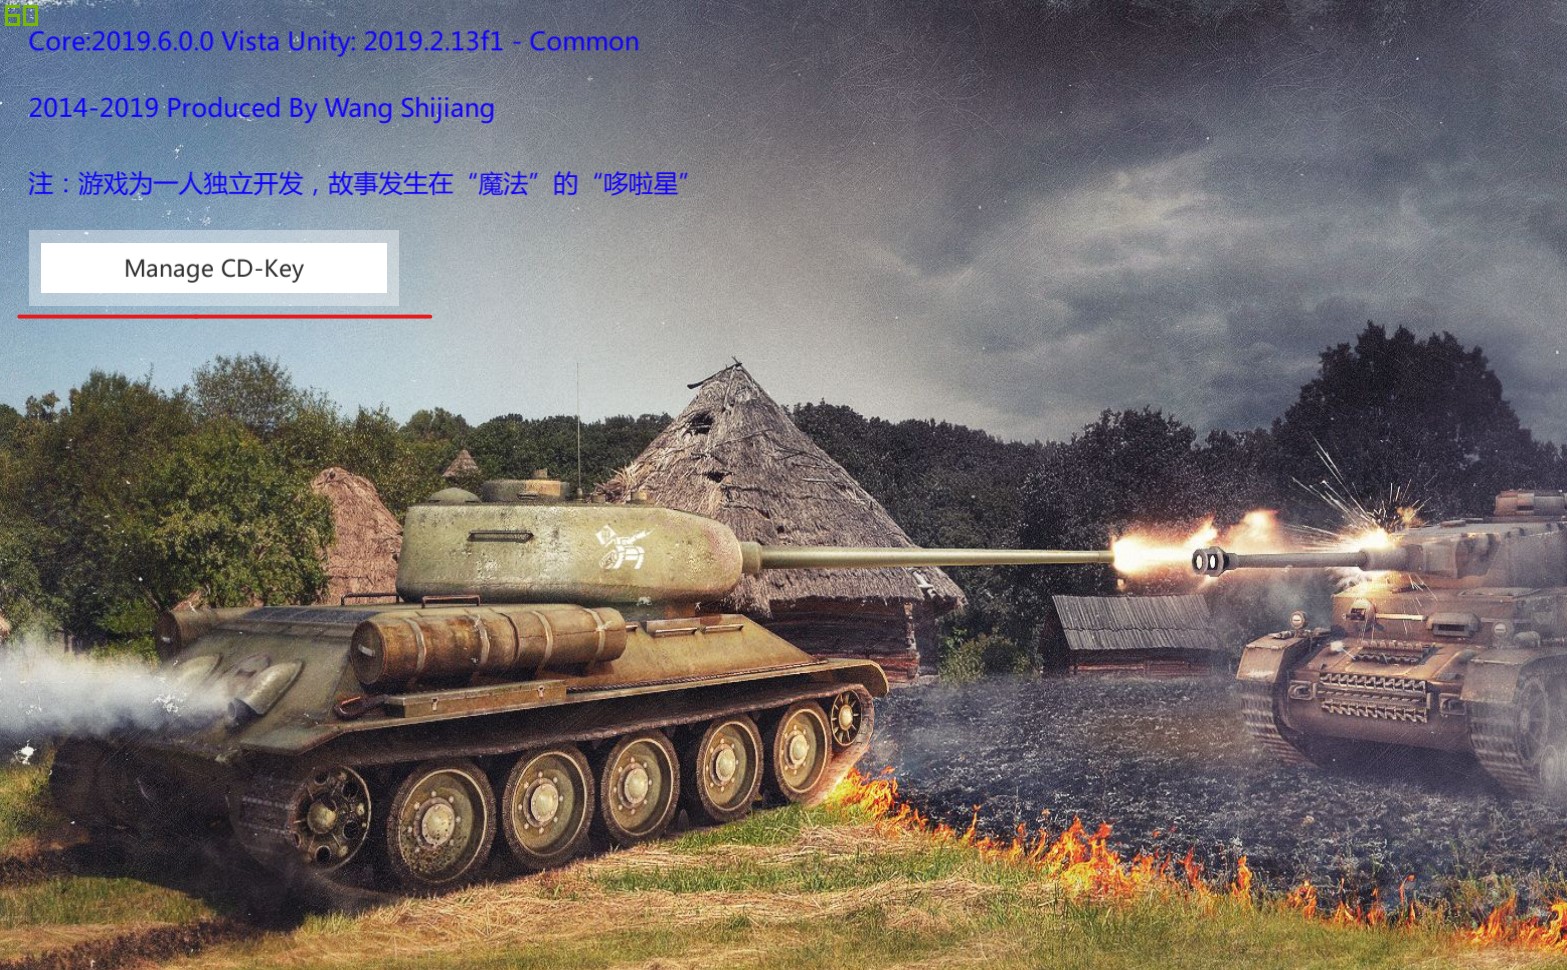 60
Core:2019.6.0.0 Vista Unity: 2019.2.13f1 - Common
2014-2019 Produced By Wang Shijiang
注：游戏为一人独立开发，故事发生在“魔法”的“哆啦星”
Manage CD-Key